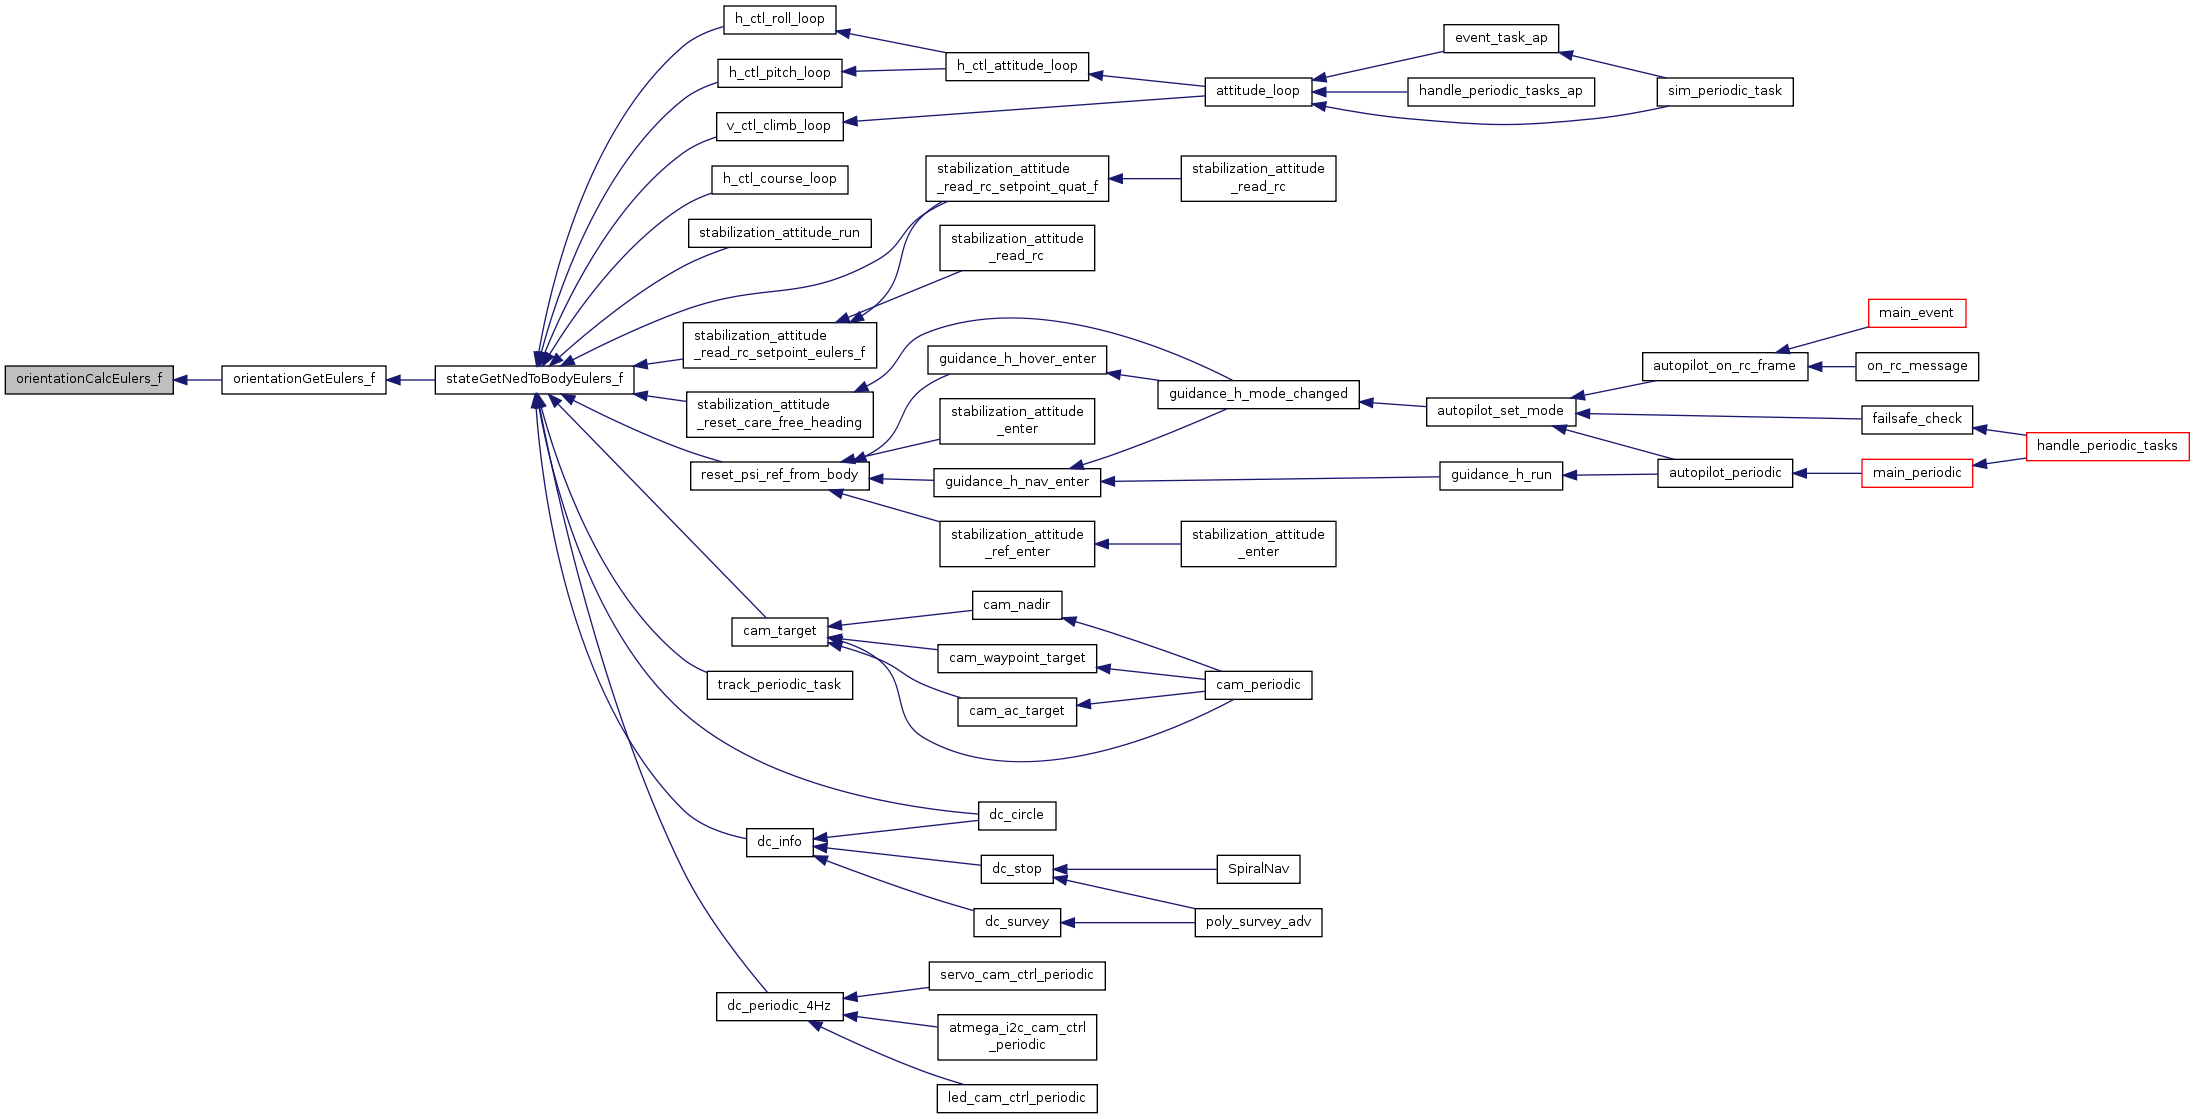 h_ctl_roll_loop
event_task_ap
h_ctl_attitude_loop
h_ctl_pitch_loop
attitude_loop
handle_periodic_tasks_ap
sim_periodic_task
v_ctl_climb_loop
h_ctl_course_loop
stabilization_attitude
_read_rc_setpoint_quat_f
stabilization_attitude
_read_rc
stabilization_attitude_run
stabilization_attitude
_read_rc
main_event
stabilization_attitude
_read_rc_setpoint_eulers_f
guidance_h_hover_enter
autopilot_on_rc_frame
on_rc_message
orientationCalcEulers_f
orientationGetEulers_f
stateGetNedToBodyEulers_f
guidance_h_mode_changed
stabilization_attitude
_reset_care_free_heading
stabilization_attitude
_enter
autopilot_set_mode
failsafe_check
handle_periodic_tasks
reset_psi_ref_from_body
guidance_h_nav_enter
guidance_h_run
autopilot_periodic
main_periodic
stabilization_attitude
_ref_enter
stabilization_attitude
_enter
cam_nadir
cam_target
cam_waypoint_target
track_periodic_task
cam_periodic
cam_ac_target
dc_circle
dc_info
dc_stop
SpiralNav
dc_survey
poly_survey_adv
servo_cam_ctrl_periodic
dc_periodic_4Hz
atmega_i2c_cam_ctrl
_periodic
led_cam_ctrl_periodic